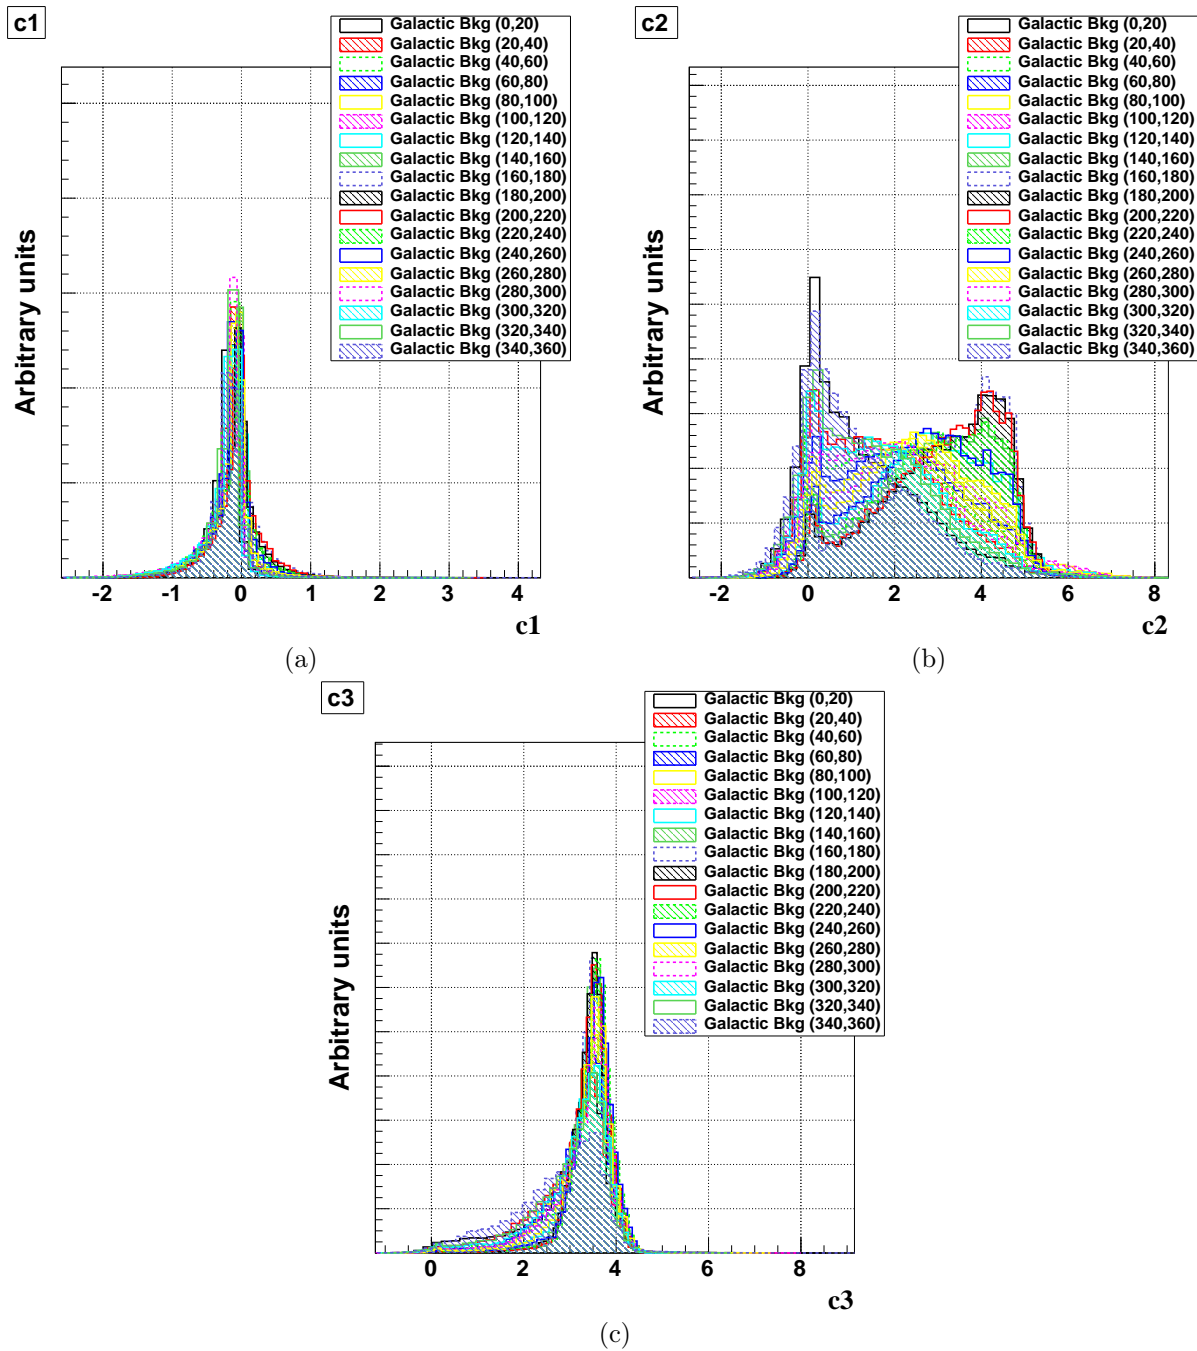 c1
Galactic Bkg (0,20)
Galactic Bkg (20,40)
Galactic Bkg (40,60)
Galactic Bkg (60,80)
Galactic Bkg (80,100)
Galactic Bkg (100,120)
Galactic Bkg (120,140)
Galactic Bkg (140,160)
Galactic Bkg (160,180)
Galactic Bkg (180,200)
Galactic Bkg (200,220)
Galactic Bkg (220,240)
Galactic Bkg (240,260)
Galactic Bkg (260,280)
Galactic Bkg (280,300)
Galactic Bkg (300,320)
Galactic Bkg (320,340)
Galactic Bkg (340,360)
Arbitrary units
-2 -1 0 1 2 3 4
c1
(a)
c2
Galactic Bkg (0,20)
Galactic Bkg (20,40)
Galactic Bkg (40,60)
Galactic Bkg (60,80)
Galactic Bkg (80,100)
Galactic Bkg (100,120)
Galactic Bkg (120,140)
Galactic Bkg (140,160)
Galactic Bkg (160,180)
Galactic Bkg (180,200)
Galactic Bkg (200,220)
Galactic Bkg (220,240)
Galactic Bkg (240,260)
Galactic Bkg (260,280)
Galactic Bkg (280,300)
Galactic Bkg (300,320)
Galactic Bkg (320,340)
Galactic Bkg (340,360)
Arbitrary units
-2 0 2 4 6 8
c2
(b)
c3
Galactic Bkg (0,20)
Galactic Bkg (20,40)
Galactic Bkg (40,60)
Galactic Bkg (60,80)
Galactic Bkg (80,100)
Galactic Bkg (100,120)
Galactic Bkg (120,140)
Galactic Bkg (140,160)
Galactic Bkg (160,180)
Galactic Bkg (180,200)
Galactic Bkg (200,220)
Galactic Bkg (220,240)
Galactic Bkg (240,260)
Galactic Bkg (260,280)
Galactic Bkg (280,300)
Galactic Bkg (300,320)
Galactic Bkg (320,340)
Galactic Bkg (340,360)
Arbitrary units
0 2 4 6 8
c3
(c)